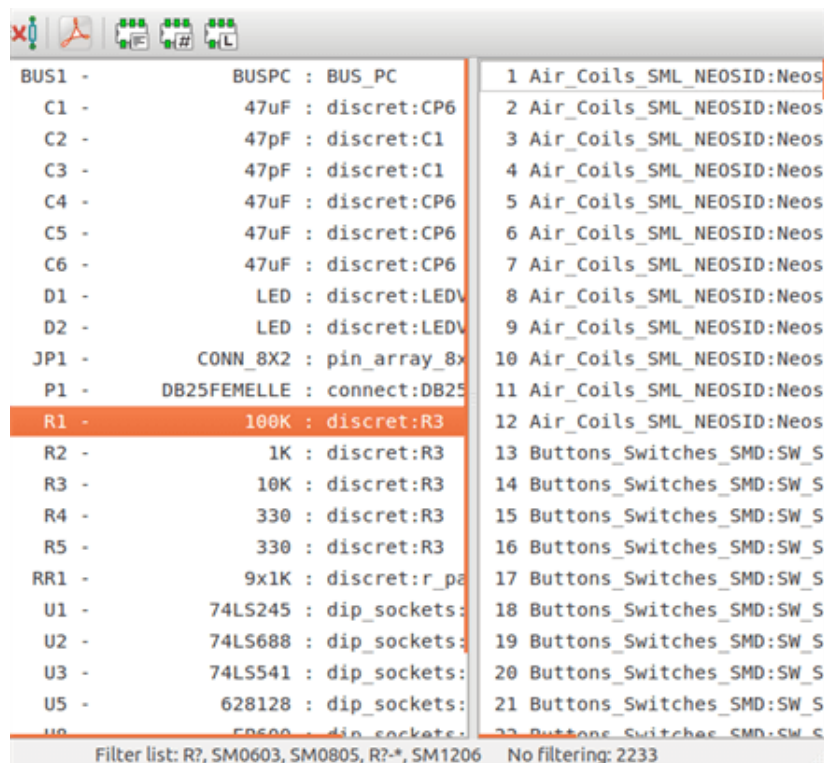 F
#
L
BUS1 - BUSPC : BUS_PC
C1 - 47uF : discret:CP6
C2 - 47pF : discret:C1
C3 - 47pF : discret:C1
C4 - 47uF : discret:CP6
C5 - 47uF : discret:CP6
C6 - 47uF : discret:CP6
D1 - LED : discret:LEDV
D2 - LED : discret:LEDV
JP1 - CONN_8X2 : pin_array_8x
P1 - DB25FEMELLE : connect:DB25
R1 - 100K : discret:R3
R2 - 1K : discret:R3
R3 - 10K : discret:R3
R4 - 330 : discret:R3
R5 - 330 : discret:R3
RR1 - 9x1K : discret:r_pa
U1 - 74LS245 : dip_sockets:
U2 - 74LS688 : dip_sockets:
U3 - 74LS541 : dip_sockets:
U5 - 628128 : dip_sockets:
1 Air_Coils_SML_NEOSID:Neos
2 Air_Coils_SML_NEOSID:Neos
3 Air_Coils_SML_NEOSID:Neos
4 Air_Coils_SML_NEOSID:Neos
5 Air_Coils_SML_NEOSID:Neos
6 Air_Coils_SML_NEOSID:Neos
7 Air_Coils_SML_NEOSID:Neos
8 Air_Coils_SML_NEOSID:Neos
9 Air_Coils_SML_NEOSID:Neos
10 Air_Coils_SML_NEOSID:Neos
11 Air_Coils_SML_NEOSID:Neos
12 Air_Coils_SML_NEOSID:Neos
13 Buttons_Switches_SMD:SW_S
14 Buttons_Switches_SMD:SW_S
15 Buttons_Switches_SMD:SW_S
16 Buttons_Switches_SMD:SW_S
17 Buttons_Switches_SMD:SW_S
18 Buttons_Switches_SMD:SW_S
19 Buttons_Switches_SMD:SW_S
20 Buttons_Switches_SMD:SW_S
21 Buttons_Switches_SMD:SW_S
22 Buttons_Switches_SMD:SW_S
Filter list: R?, SM0603, SM0805, R?-*, SM1206 No filtering: 2233